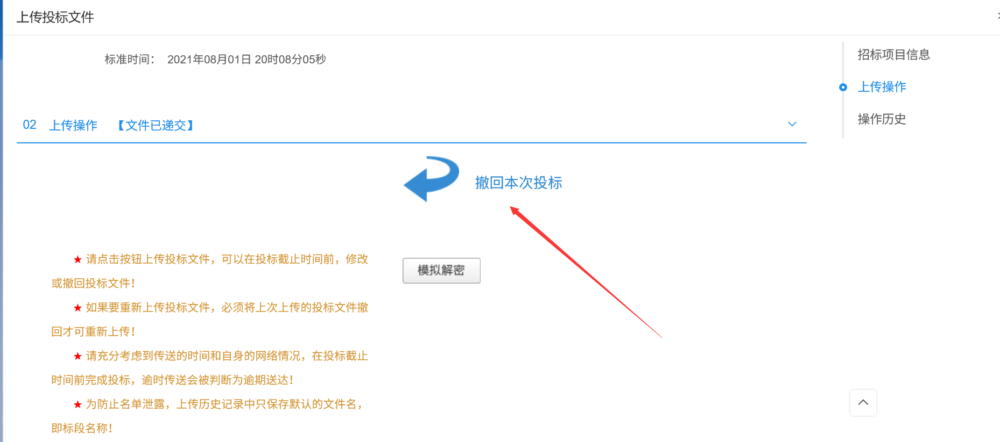 上传投标文件
标准时间： 2021年08月01日 20时08分05秒
招标项目信息
上传操作
操作历史
02 上传操作 【文件已递交】
撤回本次投标
★ 请点击按钮上传投标文件，可以在投标截止时间前，修改
或撤回投标文件！
★ 如果要重新上传投标文件，必须将上次上传的投标文件撤
回才可重新上传！
★ 请充分考虑到传送的时间和自身的网络情况，在投标截止
时间前完成投标，逾时传送会被判断为逾期送达！
★ 为防止名单泄露，上传历史记录中只保存默认的文件名，
即标段名称！
模拟解密